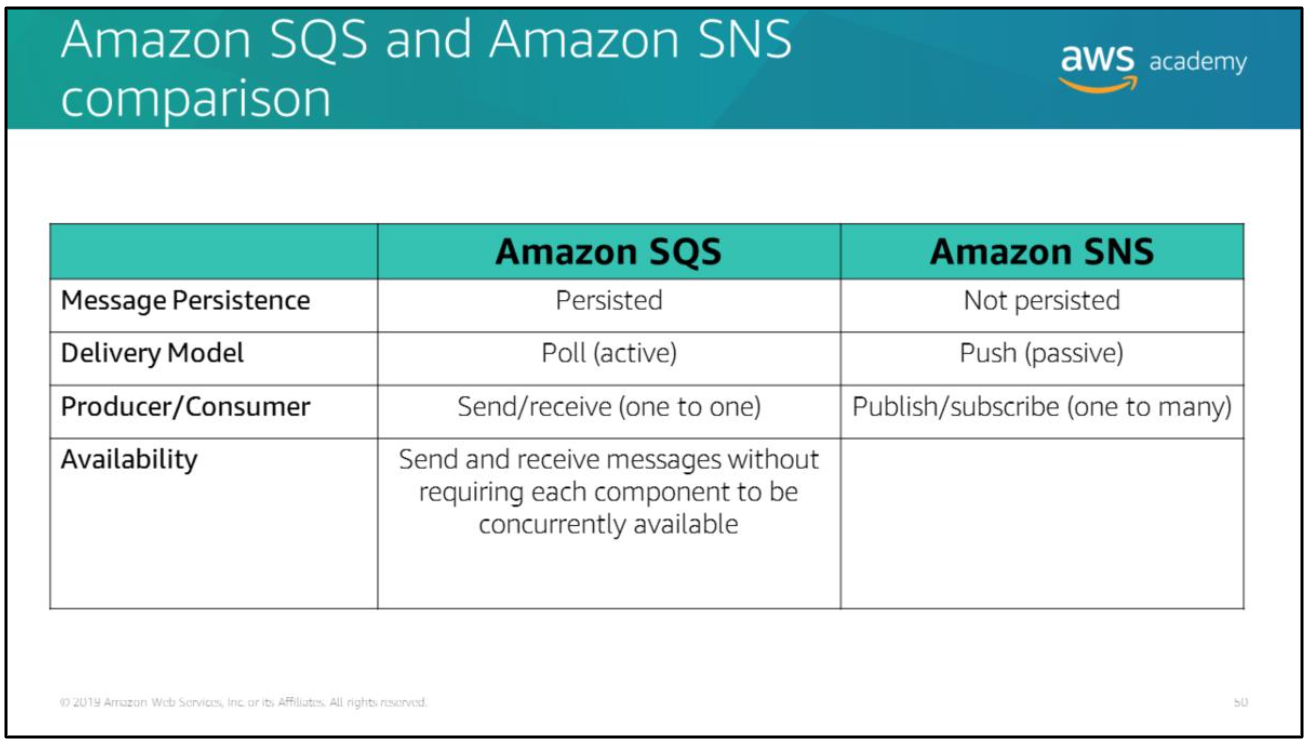 Amazon SQS and Amazon SNS
comparison
aws academy
Amazon SQS
Amazon SNS
Message Persistence
Persisted
Not persisted
Delivery Model
Poll (active)
Push (passive)
Producer/Consumer
Send/receive (one to one)
Publish/subscribe (one to many)
Availability
Send and receive messages without
requiring each component to be
concurrently available
© 2019 Amazon Web Services, Inc. or its Affiliates. All rights reserved.
50